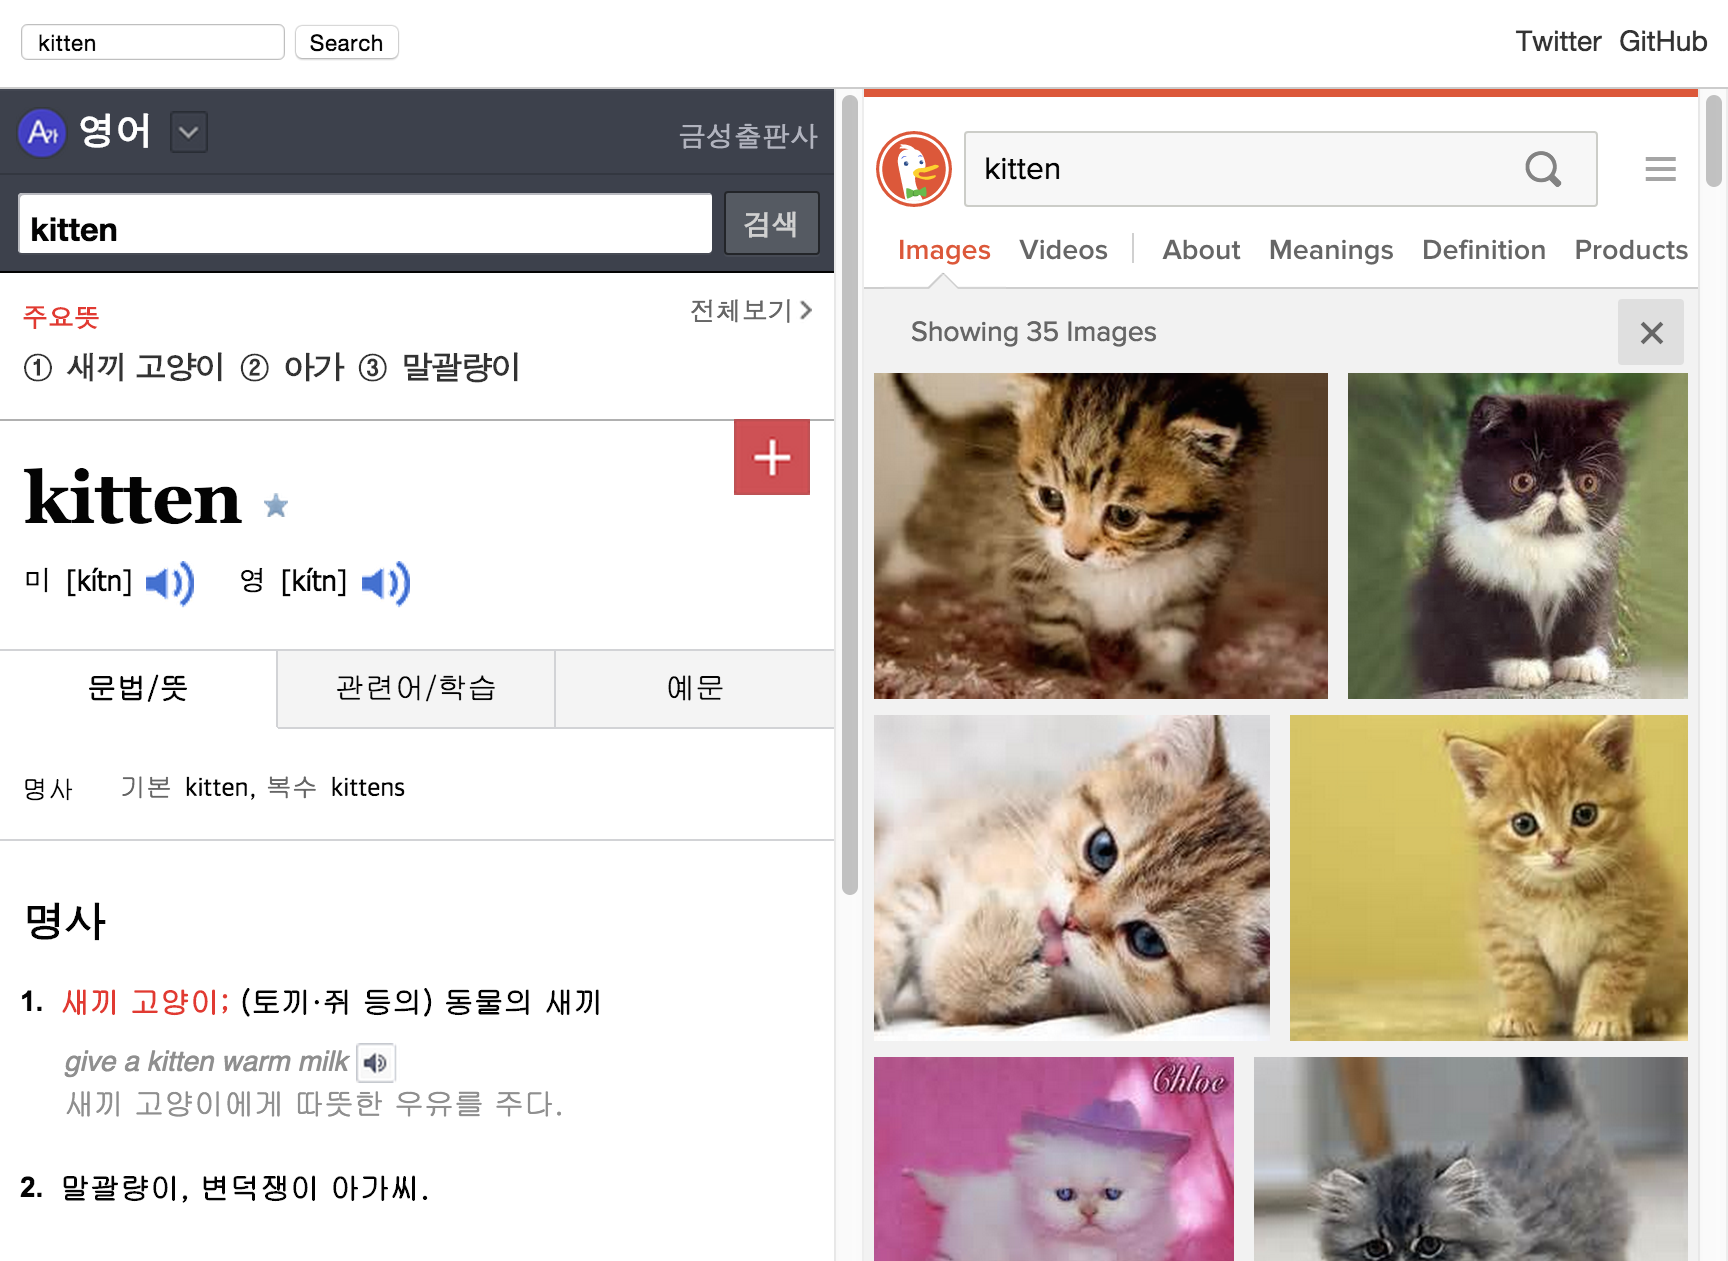 kitten Search Twitter GitHub
A가 영어 금성출판사
kitten 검색
주요뜻 전체보기
① 새끼 고양이 ② 아가 ③ 말괄량이
kitten
미 [kítn] 영 [kítn]
문법/뜻 관련어/학습 예문
명사 기본 kitten, 복수 kittens
명사
1. 새끼 고양이; (토끼·쥐 등의) 동물의 새끼
give a kitten warm milk
새끼 고양이에게 따뜻한 우유를 주다.
2. 말괄량이, 변덕쟁이 아가씨.
kitten
Images Videos About Meanings Definition Products
Showing 35 Images
Chloe